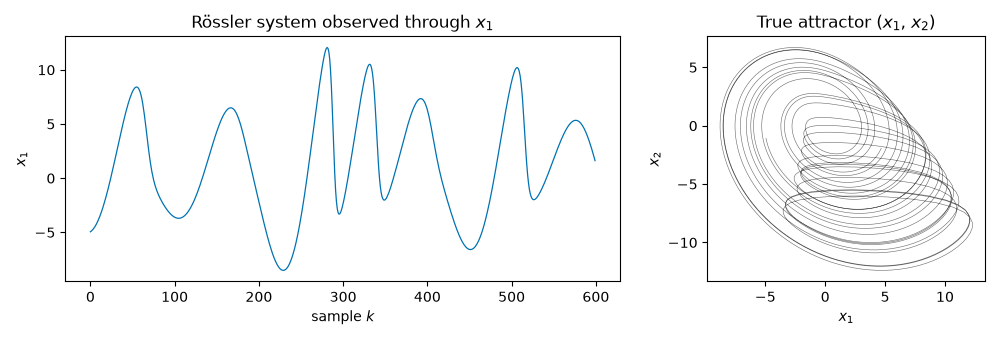 Rössler system observed through x₁
10
5
0
−5
x₁
0 100 200 300 400 500 600
sample k
True attractor (x₁, x₂)
5
0
−5
−10
x₂
−5 0 5 10
x₁